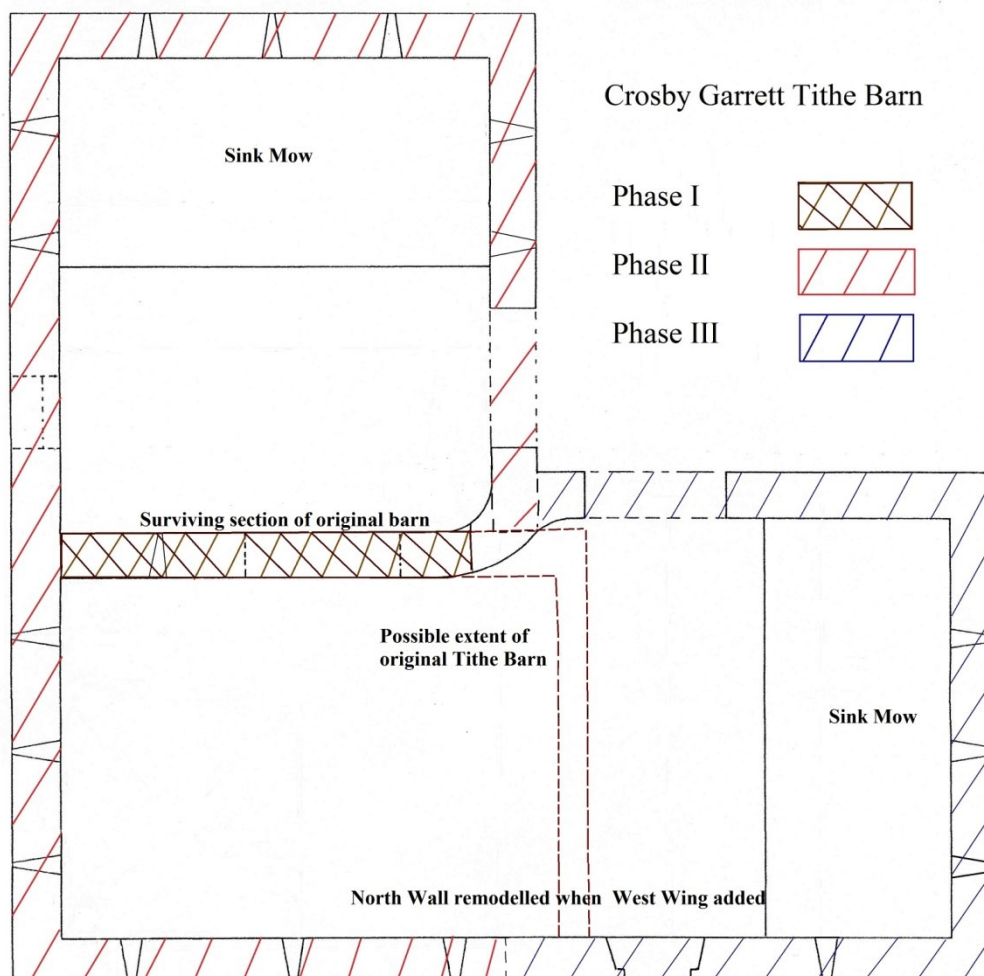 Crosby Garrett Tithe Barn
Sink Mow
Phase I
Phase II
Phase III
Surviving section of original barn
Possible extent of
original Tithe Barn
Sink Mow
North Wall remodelled when West Wing added